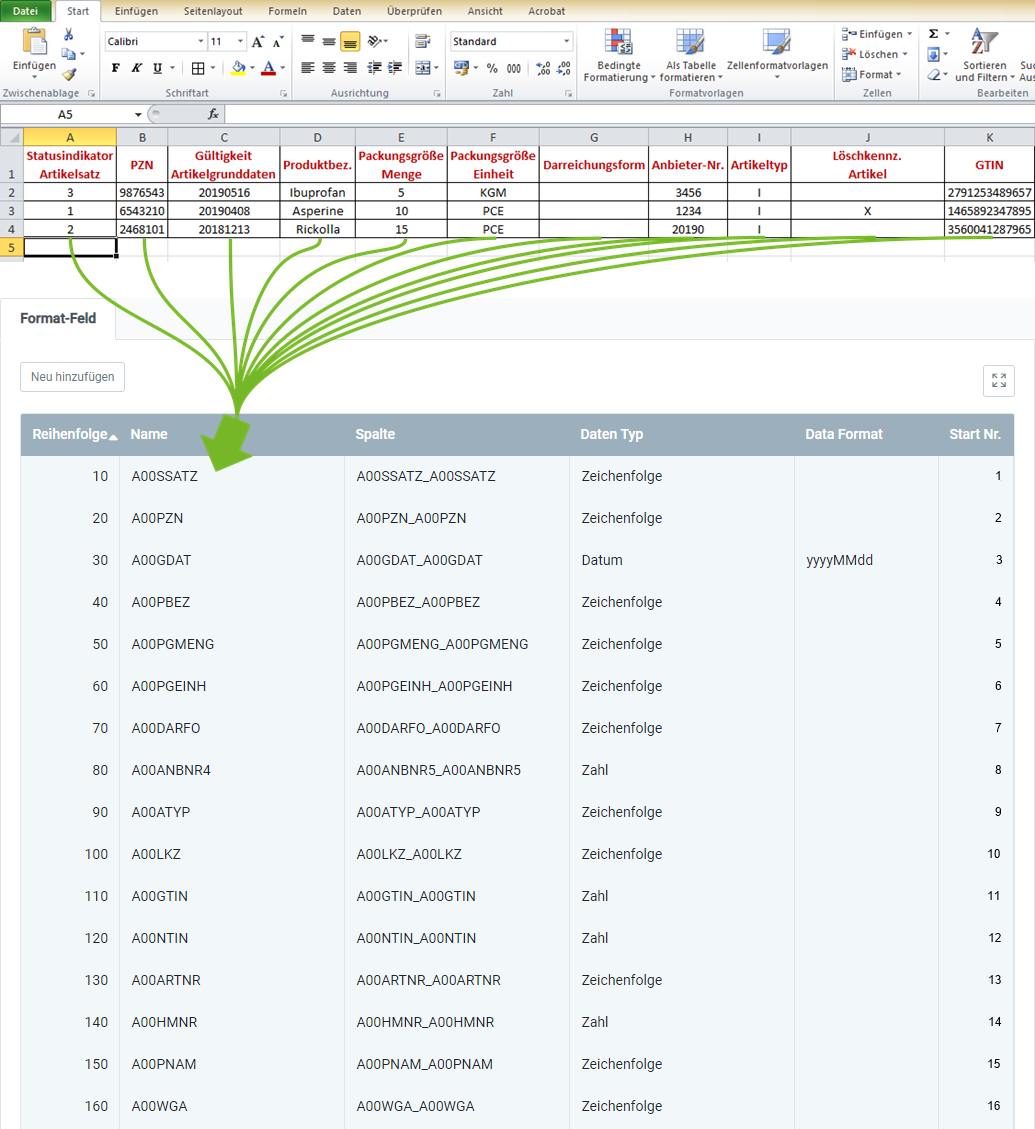 Datei Start Einfügen Seitenlayout Formeln Daten Überprüfen Ansicht Acrobat
Einfügen Calibri 11 A A Standard Bedingte Formatierung Als Tabelle formatieren Zellenformatvorlagen Einfügen Löschen Format Σ Sortieren und Filtern
F K U A % 000
Zwischenablage Schriftart Ausrichtung Zahl Formatvorlagen Zellen Bearbeiten
A5 fx
A B C D E F G H I J K
1 Statusindikator Artikelsatz PZN Gültigkeit Artikelgrunddaten Produktbez. Packungsgröße Menge Packungsgröße Einheit Darreichungsform Anbieter-Nr. Artikeltyp Löschkennz. Artikel GTIN
2 3 9876543 20190516 Ibuprofan 5 KGM 3456 I 2791253489657
3 1 6543210 20190408 Asperine 10 PCE 1234 I X 1465892347895
4 2 2468101 20181213 Rickolla 15 PCE 20190 I 3560041287965
5
Format-Feld
Neu hinzufügen
Reihenfolge Name Spalte Daten Typ Data Format Start Nr.
10 A00SSATZ A00SSATZ_A00SSATZ Zeichenfolge 1
20 A00PZN A00PZN_A00PZN Zeichenfolge 2
30 A00GDAT A00GDAT_A00GDAT Datum yyyyMMdd 3
40 A00PBEZ A00PBEZ_A00PBEZ Zeichenfolge 4
50 A00PGMENG A00PGMENG_A00PGMENG Zeichenfolge 5
60 A00PGEINH A00PGEINH_A00PGEINH Zeichenfolge 6
70 A00DARFO A00DARFO_A00DARFO Zeichenfolge 7
80 A00ANBNR4 A00ANBNR5_A00ANBNR5 Zahl 8
90 A00ATYP A00ATYP_A00ATYP Zeichenfolge 9
100 A00LKZ A00LKZ_A00LKZ Zeichenfolge 10
110 A00GTIN A00GTIN_A00GTIN Zahl 11
120 A00NTIN A00NTIN_A00NTIN Zahl 12
130 A00ARTNR A00ARTNR_A00ARTNR Zeichenfolge 13
140 A00HMNR A00HMNR_A00HMNR Zahl 14
150 A00PNAM A00PNAM_A00PNAM Zeichenfolge 15
160 A00WGA A00WGA_A00WGA Zeichenfolge 16